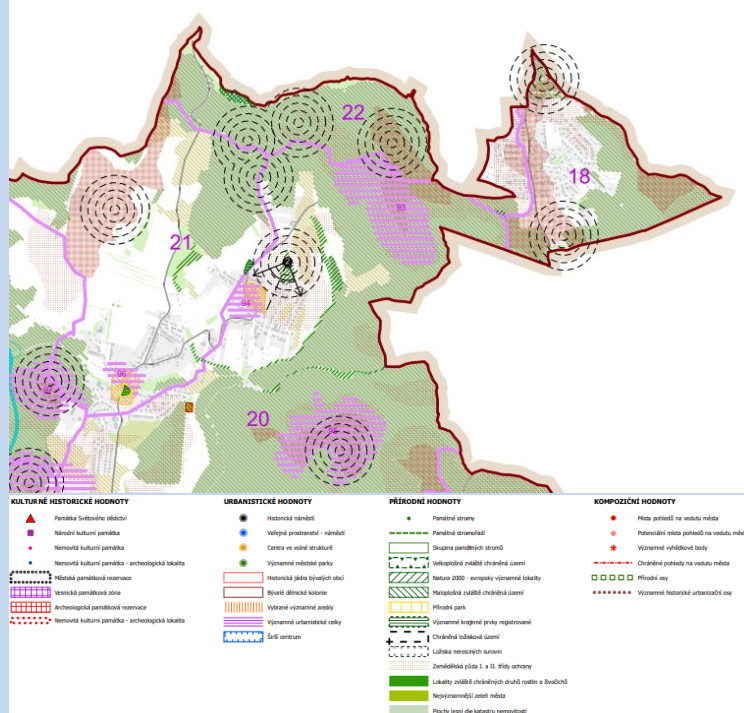 22
18
93
21
94
96
20
KULTURNĚ HISTORICKÉ HODNOTY
Památka Světového dědictví
Národní kulturní památka
Nemovitá kulturní památka
Nemovitá kulturní památka - archeologická lokalita
Městská památková rezervace
Vesnická památková zóna
Archeologická památková rezervace
Nemovitá kulturní památka - archeologická lokalita
URBANISTICKÉ HODNOTY
Historická náměstí
Veřejná prostranství - náměstí
Centra ve volné struktuře
Významné městské parky
Historická jádra bývalých obcí
Bývalé dělnické kolonie
Vybrané významné areály
Významné urbanistické celky
Širší centrum
PŘÍRODNÍ HODNOTY
Památné stromy
Památná stromořadí
Skupina památných stromů
Velkoplošná zvláště chráněná území
Natura 2000 - evropsky významné lokality
Maloplošná zvláště chráněná území
Přírodní park
Významné krajinné prvky registrované
Chráněná ložisková území
Ložiska nerostných surovin
Zemědělská půda I. a II. třídy ochrany
Lokality zvláště chráněných druhů rostlin a živočichů
Nejvýznamnější zeleň města
Plochy lesní dle katastru nemovitostí
KOMPOZIČNÍ HODNOTY
Místa pohledů na vedutu města
Potenciální místa pohledů na vedutu
Významné vyhlídkové body
Chráněné pohledy na vedutu města
Přírodní osy
Významné historické urbanizační osy